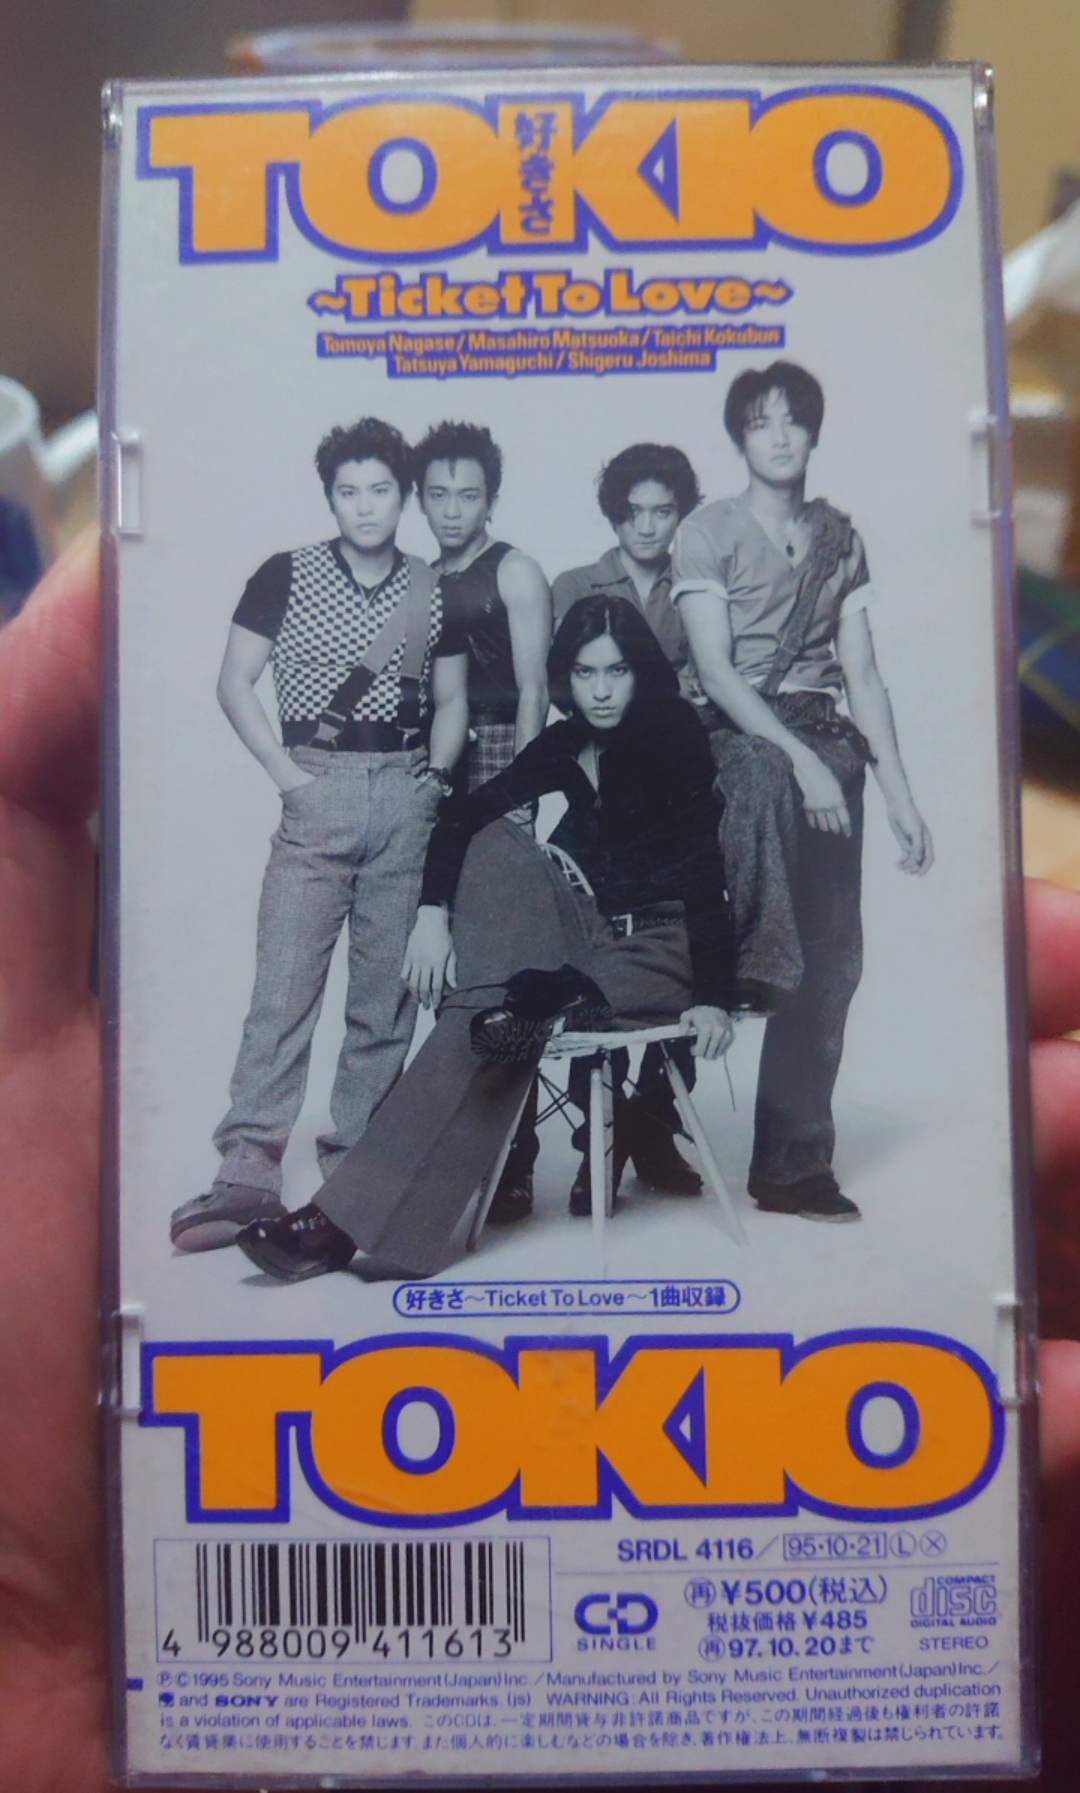 TOKIO
好きさ
~Ticket To Love~
Tomoya Nagase/Masahiro Matsuoka/Taichi Kokubun
Tatsuya Yamaguchi/Shigeru Joshima
好きさ~Ticket To Love~1曲収録
TOKIO
SRDL 4116/95・10・21 Ⓛ Ⓧ
CD SINGLE
再¥500(税込)
税抜価格¥485
再97.10.20まで
COMPACT
disc
DIGITAL AUDIO
STEREO
4 988009 411613
ⓅⒸ1995 Sony Music Entertainment(Japan)Inc./Manufactured by Sony Music Entertainment(Japan)Inc./
and SONY are Registered Trademarks. (js) WARNING: All Rights Reserved. Unauthorized duplication
is a violation of applicable laws. このCDは、一定期間貸与非許諾商品ですが、この期間経過後も権利者の許諾
なく賃貸業に使用することを禁じます。また個人的に楽しむなどの場合を除き、著作権法上、無断複製は禁じられています。